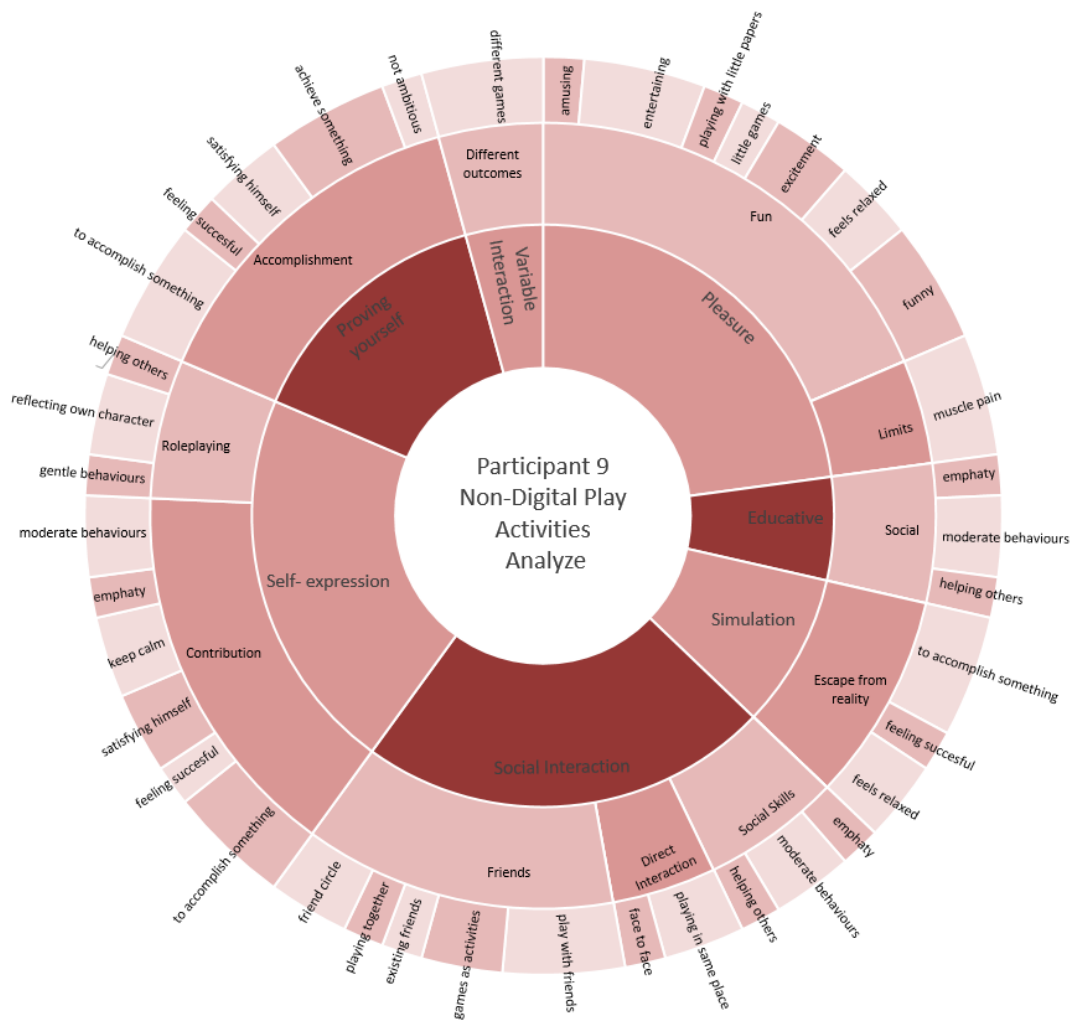 Participant 9
Non-Digital Play
Activities
Analyze
Pleasure
Educative
Simulation
Social Interaction
Self- expression
Proving
yourself
Variable
Interaction
Fun
Limits
Social
Escape from
reality
Social Skills
Direct
Interaction
Friends
Contribution
Roleplaying
Accomplishment
Different
outcomes
amusing
entertaining
playing with little papers
little games
excitement
feels relaxed
funny
muscle pain
emphaty
moderate behaviours
helping others
to accomplish something
feeling succesful
feels relaxed
emphaty
moderate behaviours
helping others
playing in same place
face to face
play with friends
games as activities
existing friends
playing together
friend circle
to accomplish something
feeling succesful
satisfying himself
keep calm
emphaty
moderate behaviours
gentle behaviours
reflecting own character
helping others
to accomplish something
feeling succesful
satisfying himself
achieve something
not ambitious
different games